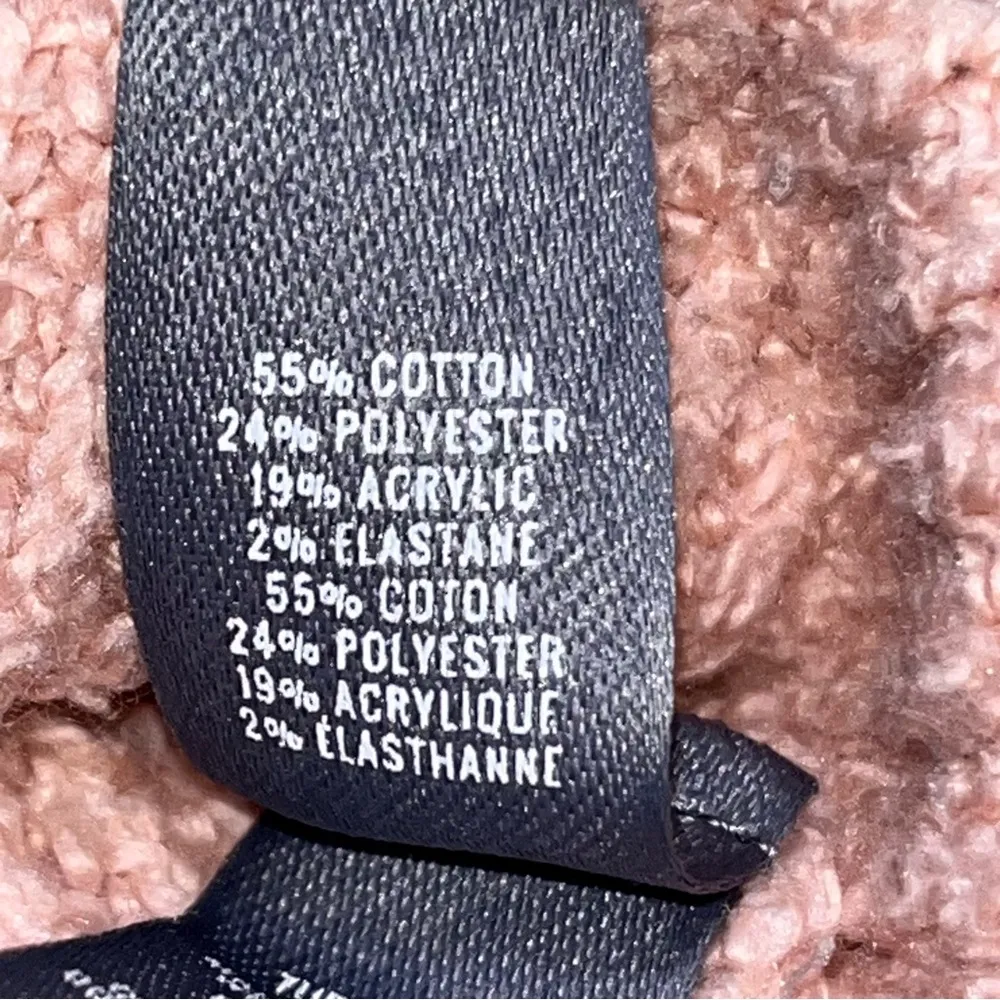 55% COTTON
24% POLYESTER
19% ACRYLIC
2% ELASTANE
55% COTON
24% POLYESTER
19% ACRYLIQUE
2% ÉLASTHANNE